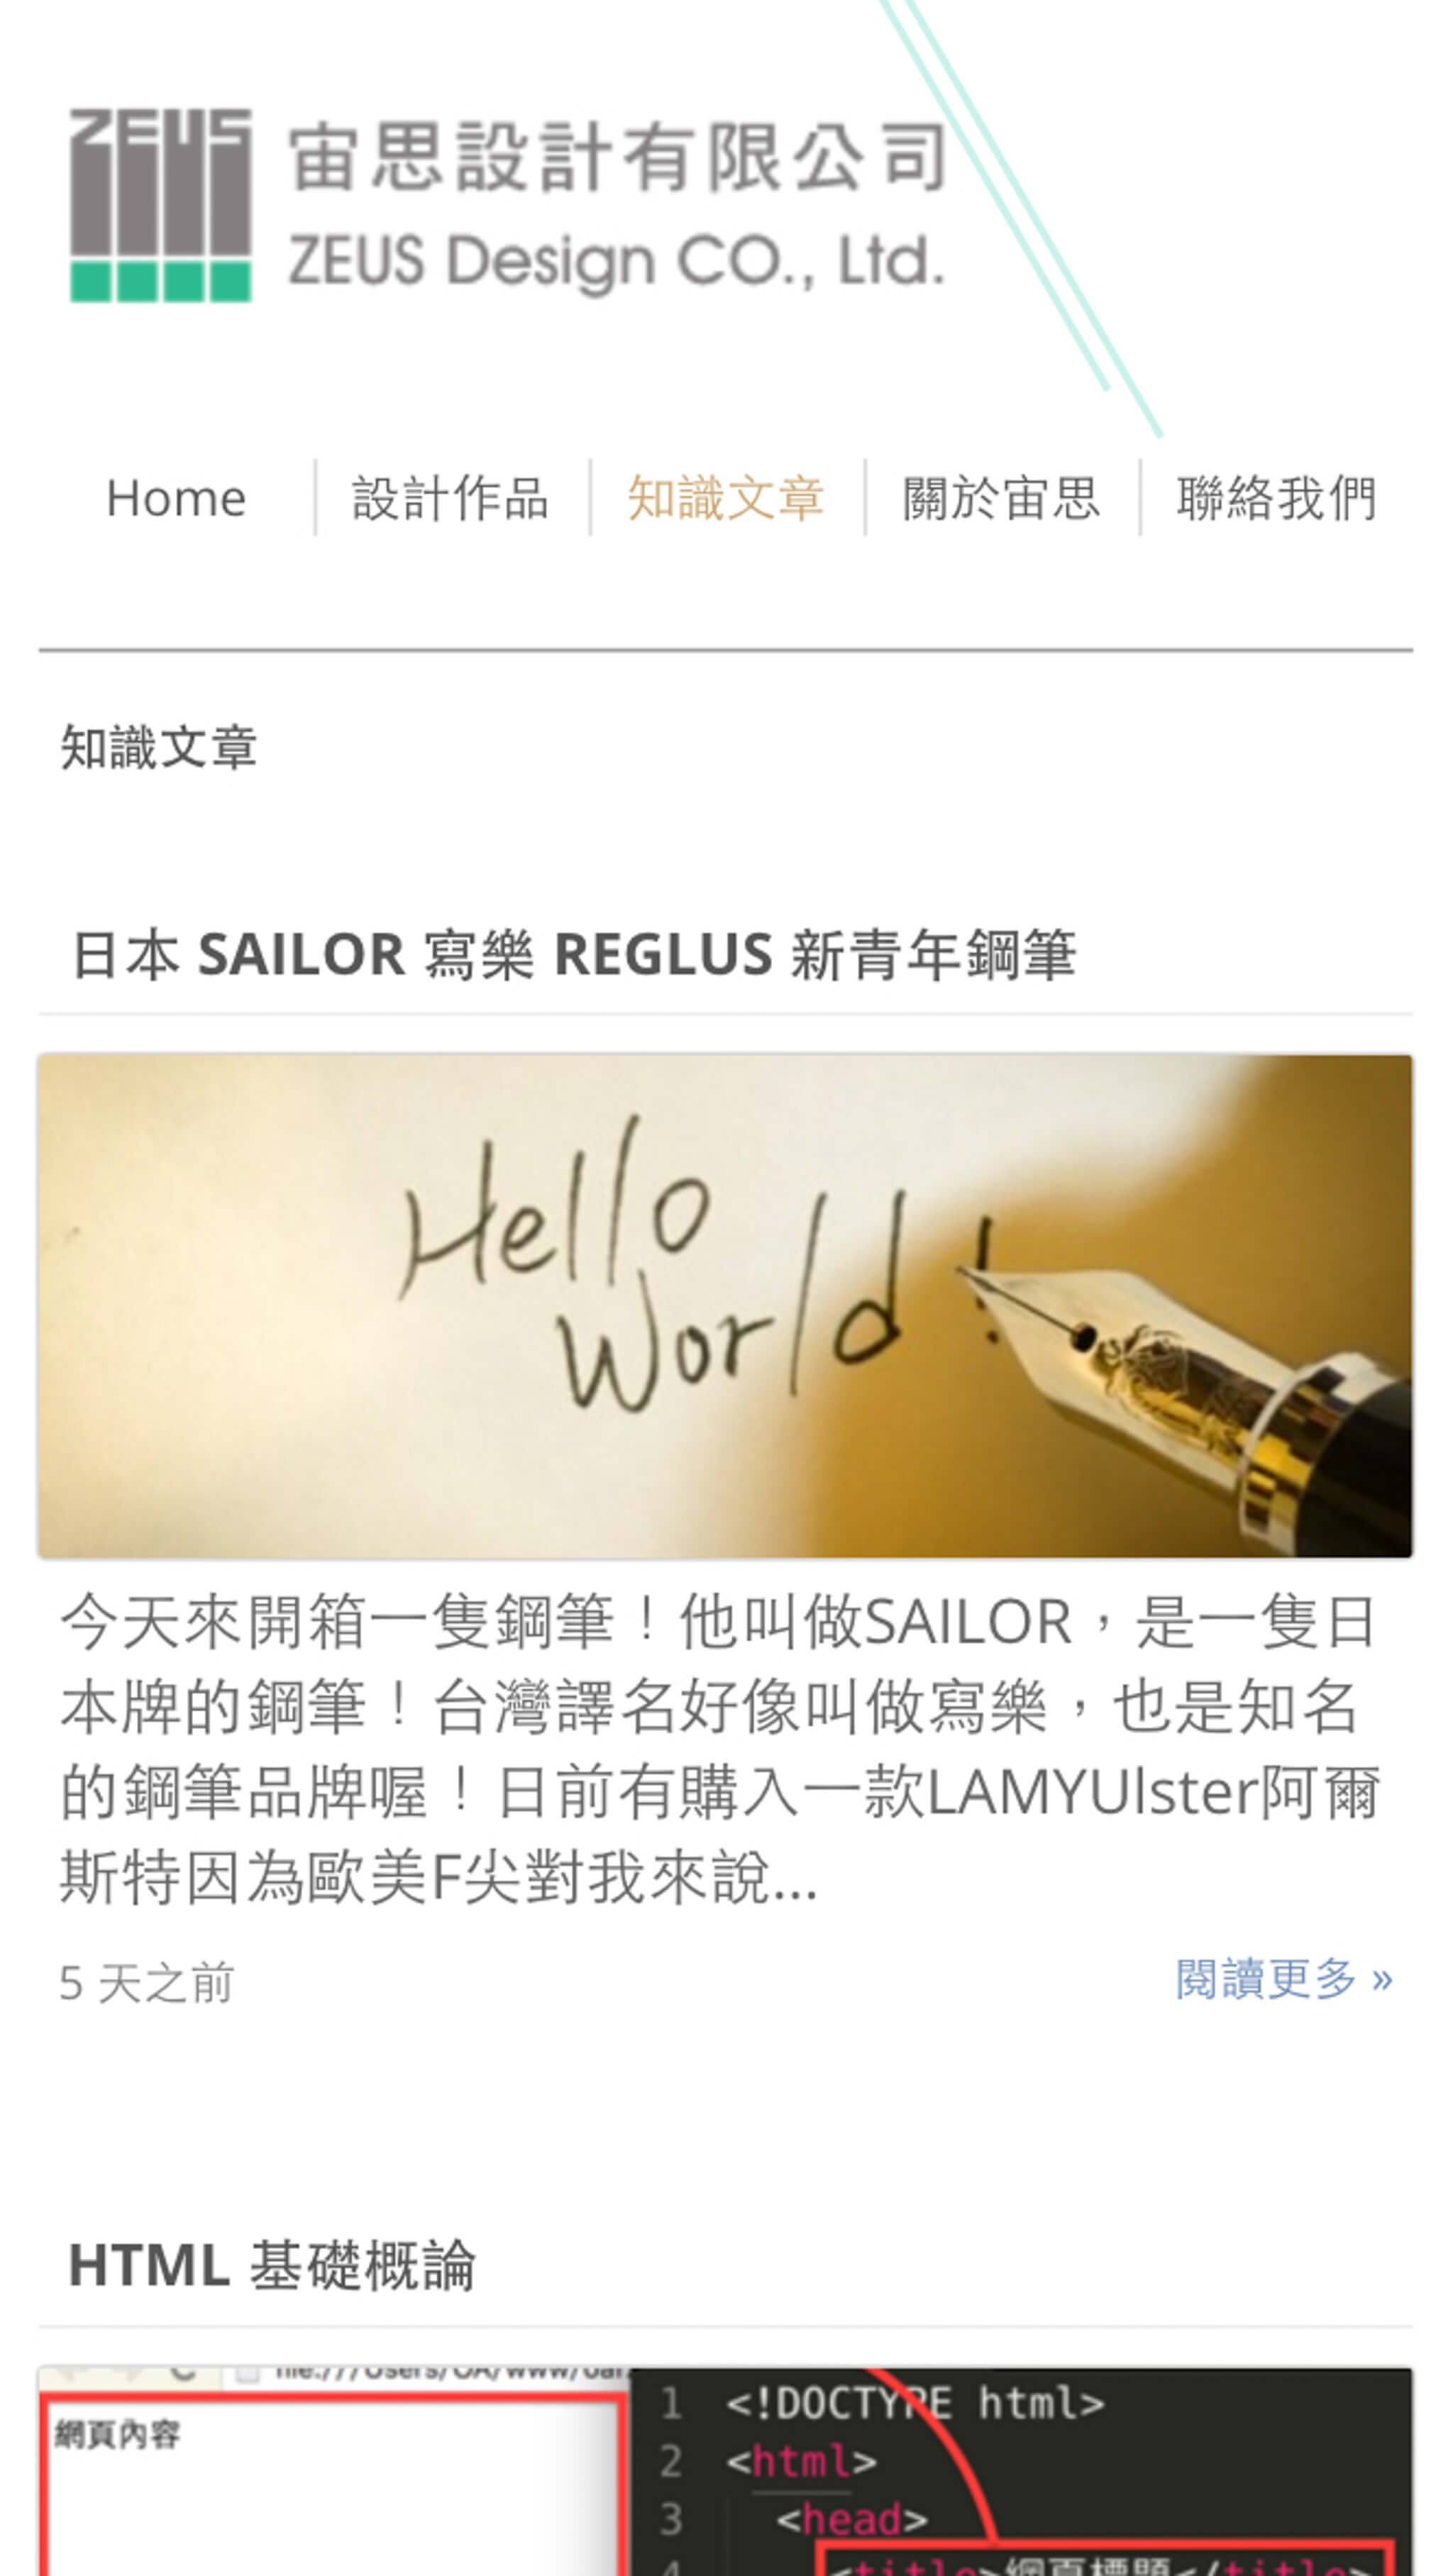 ZEUS
宙思設計有限公司
ZEUS Design CO., Ltd.
Home
設計作品
知識文章
關於宙思
聯絡我們
知識文章
日本 SAILOR 寫樂 REGLUS 新青年鋼筆
Hello
World!
今天來開箱一隻鋼筆！他叫做SAILOR，是一隻日
本牌的鋼筆！台灣譯名好像叫做寫樂，也是知名
的鋼筆品牌喔！日前有購入一款LAMYUlster阿爾
斯特因為歐美F尖對我來說...
5 天之前
閱讀更多 »
HTML 基礎概論
網頁內容
1 <!DOCTYPE html>
2 <html>
3 <head>
4 <title>網頁標題</title>